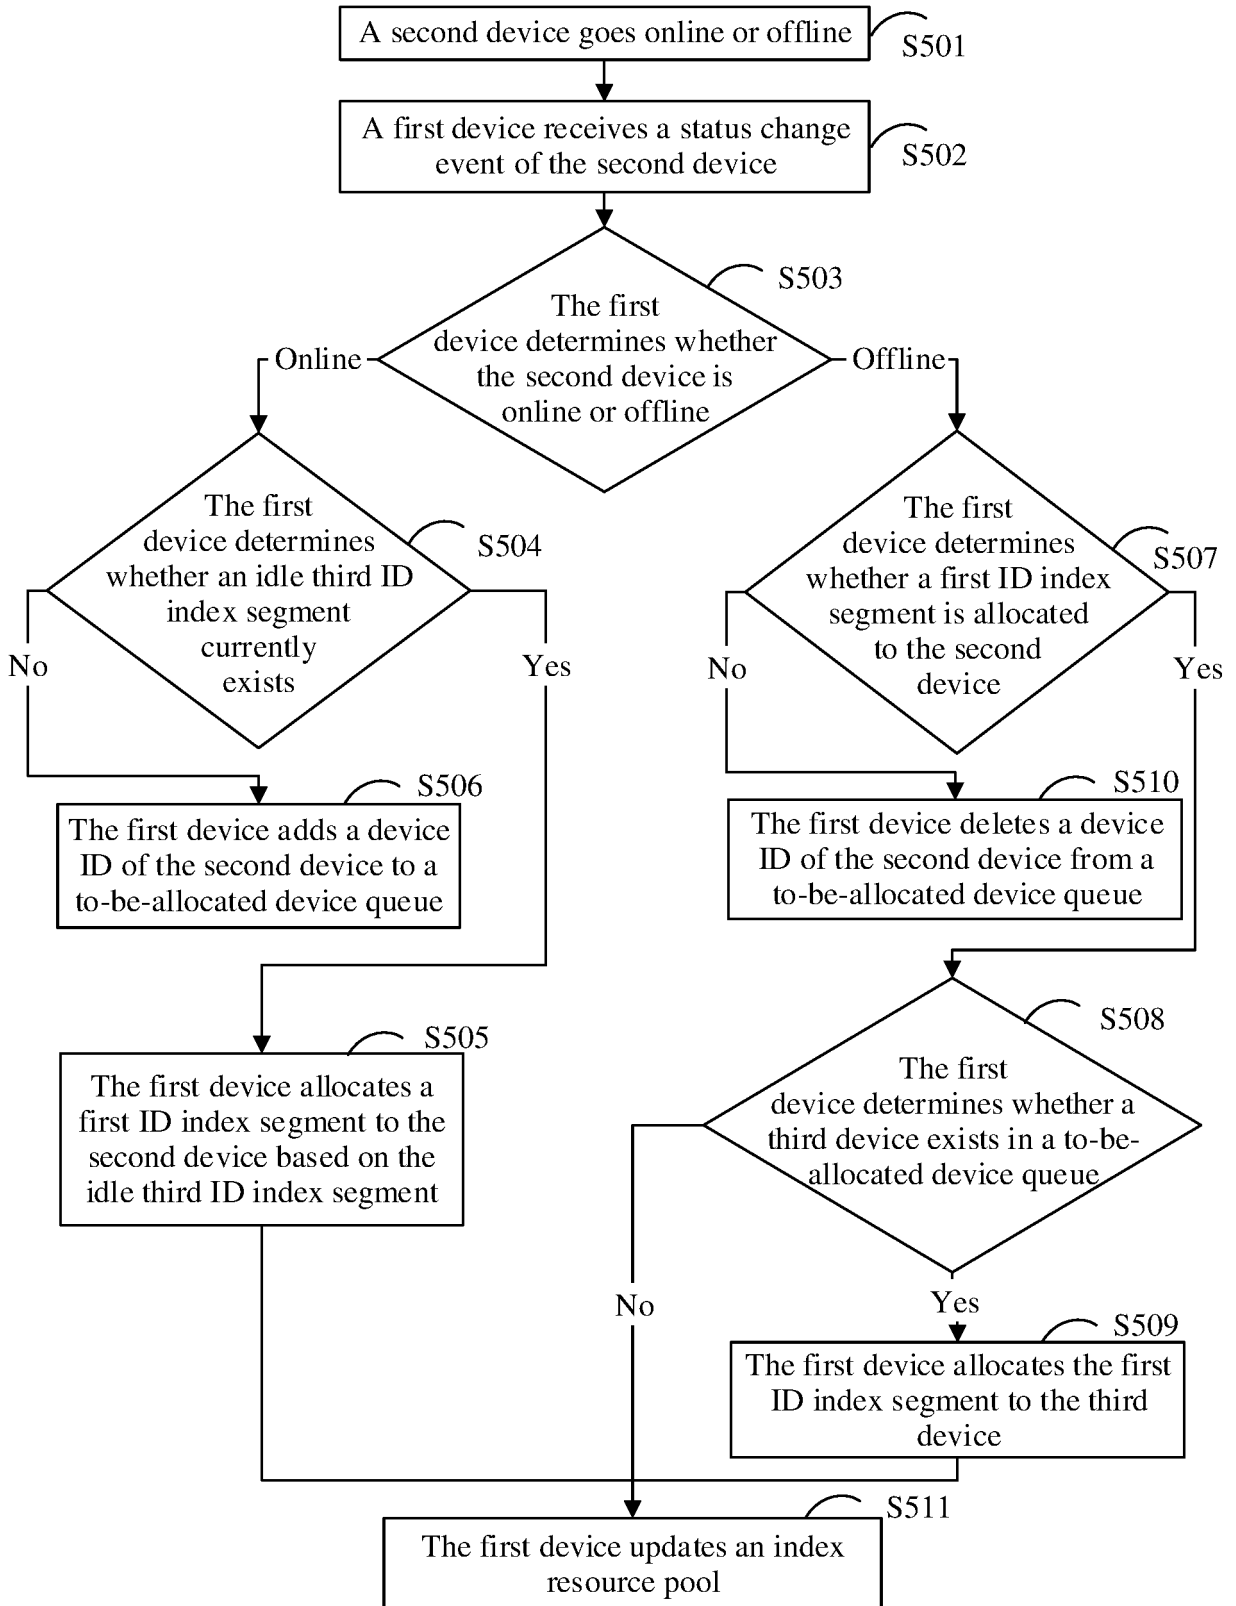 A second device goes online or offline
S501
A first device receives a status change
event of the second device
S502
S503
The first
device determines whether
the second device is
online or offline
Online
Offline
The first
device determines
whether an idle third ID
index segment
currently
exists
S504
No
Yes
The first
device determines
whether a first ID index
segment is allocated
to the second
device
S507
No
Yes
S506
The first device adds a device
ID of the second device to a
to-be-allocated device queue
S510
The first device deletes a device
ID of the second device from a
to-be-allocated device queue
S505
The first device allocates a
first ID index segment to the
second device based on the
idle third ID index segment
S508
The first
device determines whether a
third device exists in a to-be-
allocated device queue
No
Yes
S509
The first device allocates the first
ID index segment to the third
device
S511
The first device updates an index
resource pool